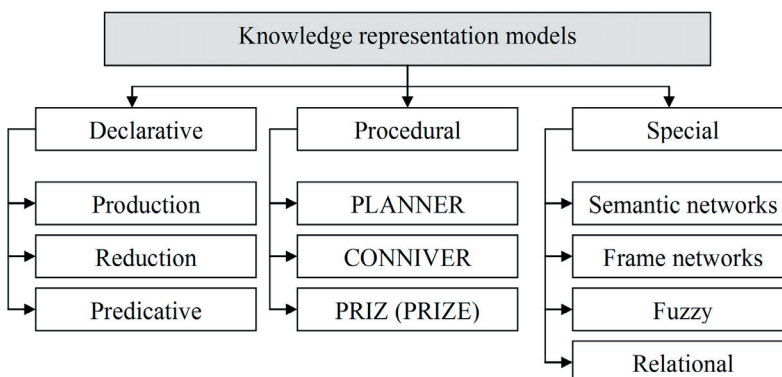 Knowledge representation models
Declarative
Procedural
Special
Production
PLANNER
Semantic networks
Reduction
CONNIVER
Frame networks
Predicative
PRIZ (PRIZE)
Fuzzy
Relational